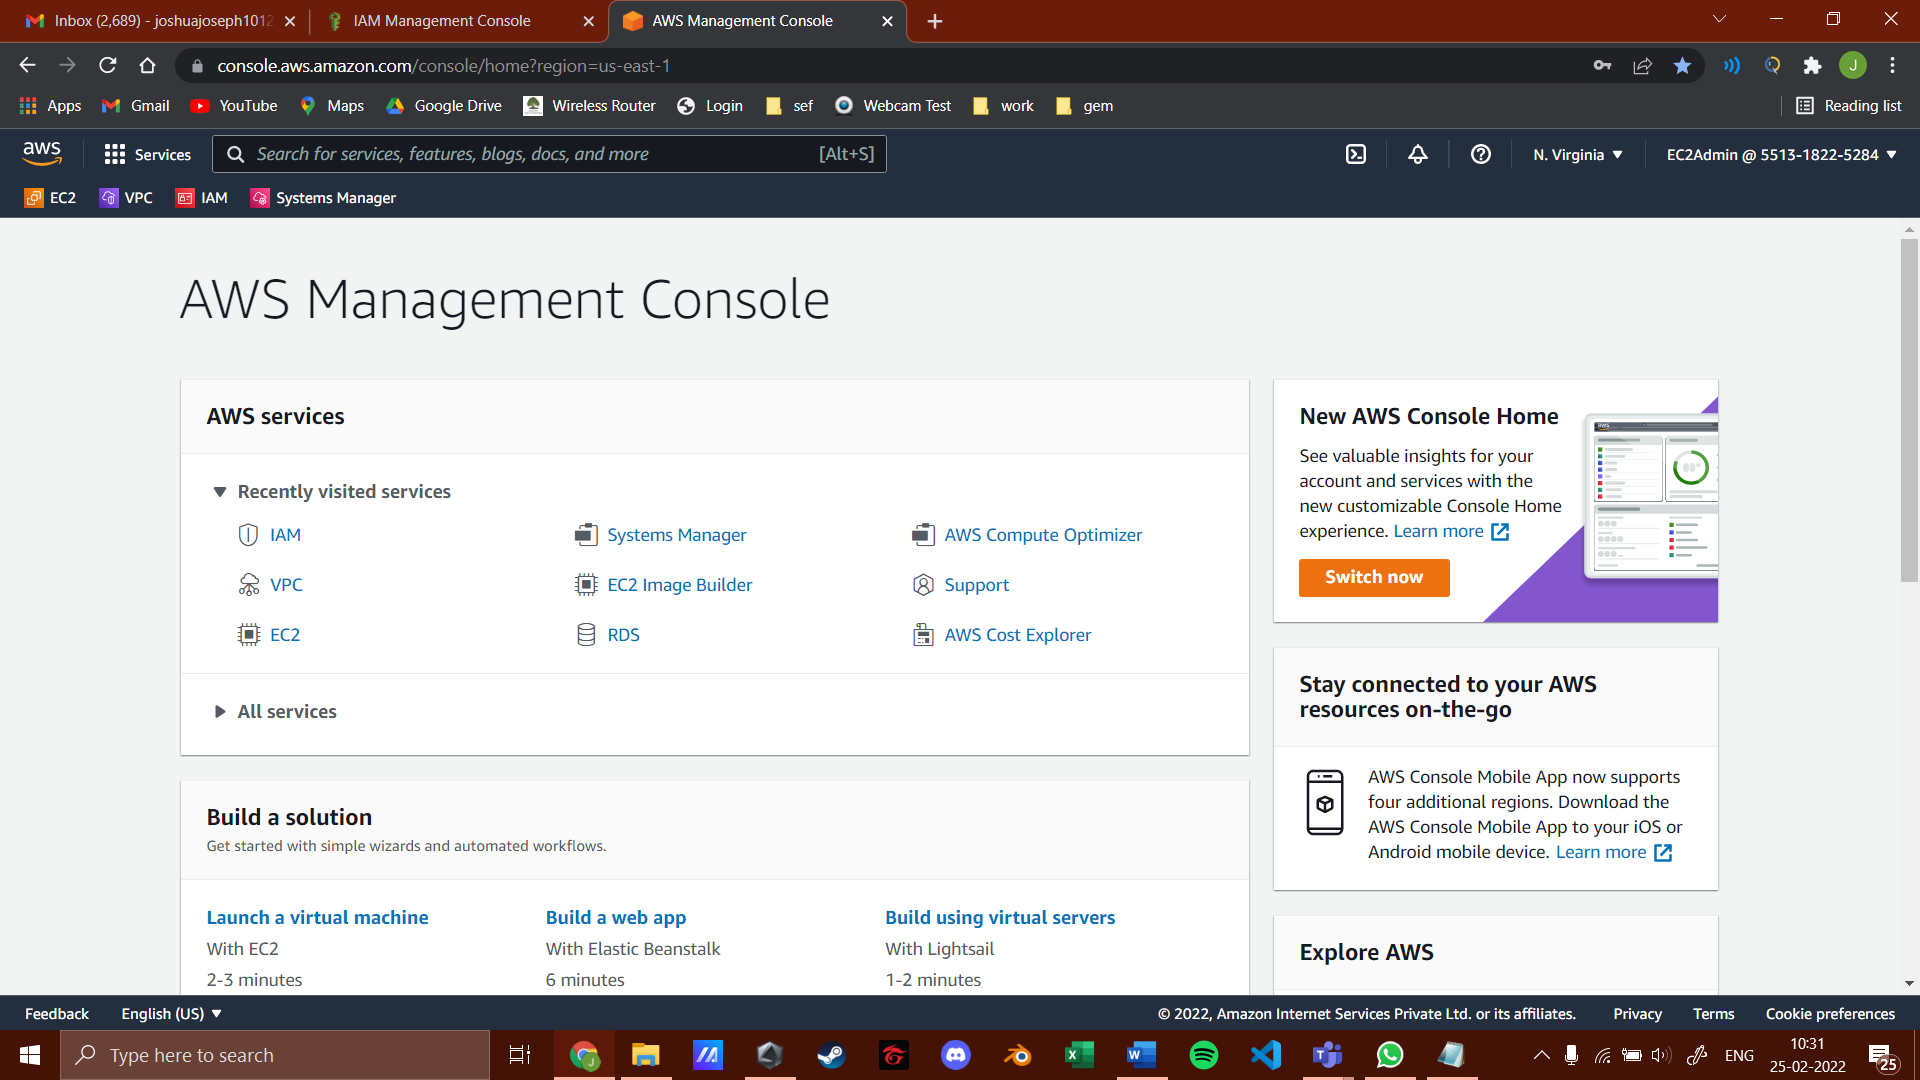 Inbox (2,689) - joshuajoseph1012
IAM Management Console
AWS Management Console
console.aws.amazon.com/console/home?region=us-east-1
Apps
Gmail
YouTube
Maps
Google Drive
Wireless Router
Login
sef
Webcam Test
work
gem
Reading list
aws
Services
Search for services, features, blogs, docs, and more
[Alt+S]
N. Virginia
EC2Admin @ 5513-1822-5284
EC2
VPC
IAM
Systems Manager
AWS Management Console
AWS services
Recently visited services
IAM
Systems Manager
AWS Compute Optimizer
VPC
EC2 Image Builder
Support
EC2
RDS
AWS Cost Explorer
All services
Build a solution
Get started with simple wizards and automated workflows.
Launch a virtual machine
With EC2
2-3 minutes
Build a web app
With Elastic Beanstalk
6 minutes
Build using virtual servers
With Lightsail
1-2 minutes
New AWS Console Home
See valuable insights for your
account and services with the
new customizable Console Home
experience. Learn more
Switch now
aws
Stay connected to your AWS
resources on-the-go
AWS Console Mobile App now supports
four additional regions. Download the
AWS Console Mobile App to your iOS or
Android mobile device. Learn more
Explore AWS
Feedback
English (US)
© 2022, Amazon Internet Services Private Ltd. or its affiliates.
Privacy
Terms
Cookie preferences
Type here to search
ENG
10:31
25-02-2022
25